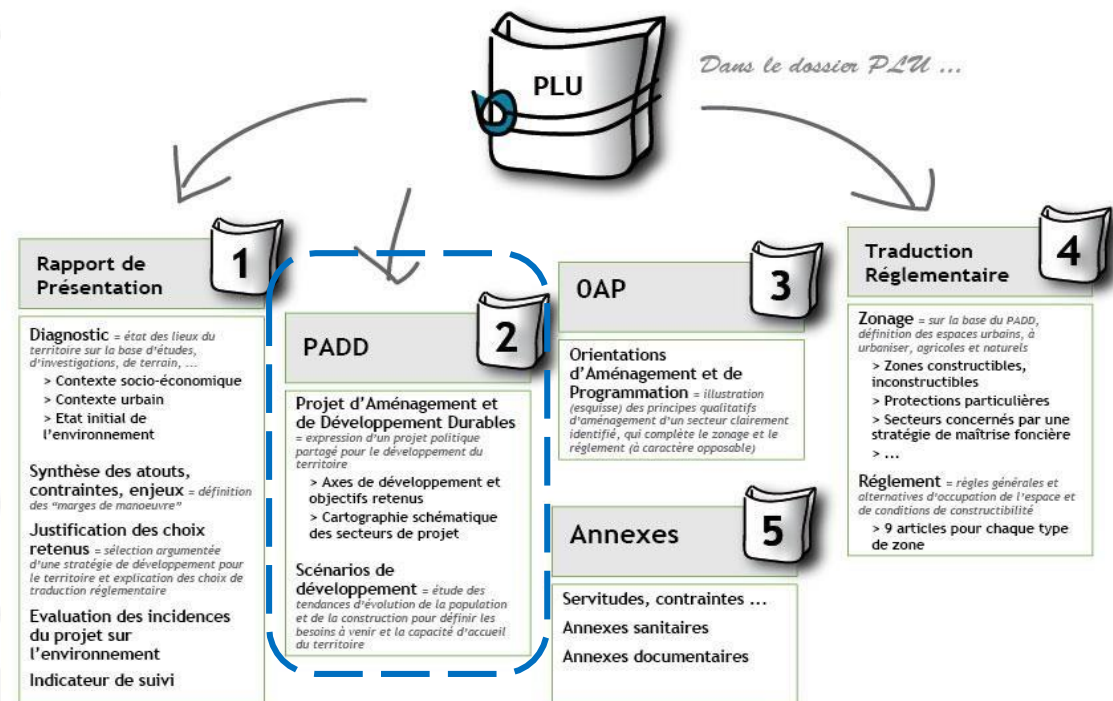 PLU
Dans le dossier PLU ...
1
Rapport de
Présentation
Diagnostic = état des lieux du
territoire sur la base d'études,
d'investigations, de terrain, ...
> Contexte socio-économique
> Contexte urbain
> Etat initial de
l'environnement
Synthèse des atouts,
contraintes, enjeux = définition
des "marges de manoeuvre"
Justification des choix
retenus = sélection argumentée
d'une stratégie de développement pour
le territoire et explication des choix de
traduction réglementaire
Evaluation des incidences
du projet sur
l'environnement
Indicateur de suivi
2
PADD
Projet d'Aménagement et
de Développement Durables
= expression d'un projet politique
partagé pour le développement du
territoire
> Axes de développement et
objectifs retenus
> Cartographie schématique
des secteurs de projet
Scénarios de
développement = étude des
tendances d'évolution de la population
et de la construction pour définir les
besoins à venir et la capacité d'accueil
du territoire
3
OAP
Orientations
d'Aménagement et de
Programmation = illustration
(esquisse) des principes qualitatifs
d'aménagement d'un secteur clairement
identifié, qui complète le zonage et le
réglement (à caractère opposable)
5
Annexes
Servitudes, contraintes ...
Annexes sanitaires
Annexes documentaires
4
Traduction
Réglementaire
Zonage = sur la base du PADD,
définition des espaces urbains, à
urbaniser, agricoles et naturels
> Zones constructibles,
inconstructibles
> Protections particulières
> Secteurs concernés par une
stratégie de maîtrise foncière
> ...
Réglement = règles générales et
alternatives d'occupation de l'espace et
de conditions de constructibilité
> 9 articles pour chaque type
de zone